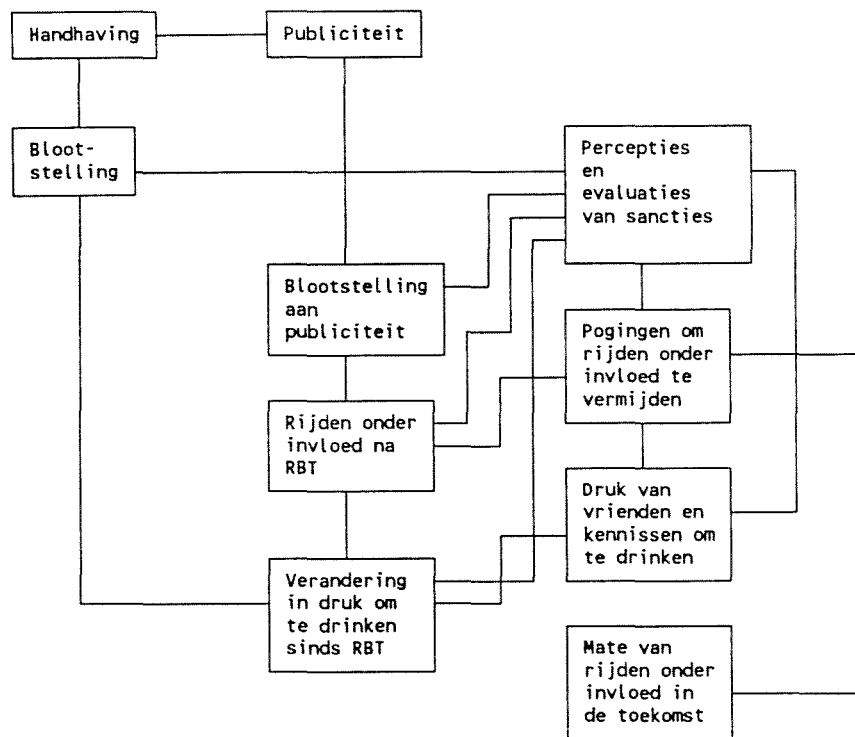 Handhaving
Publiciteit
Bloot-
stelling
Percepties
en
evaluaties
van sancties
Blootstelling
aan
publiciteit
Pogingen om
rijden onder
invloed te
vermijden
Rijden onder
invloed na
RBT
Druk van
vrienden en
kennissen om
te drinken
Verandering
in druk om
te drinken
sinds RBT
Mate van
rijden onder
invloed in
de toekomst